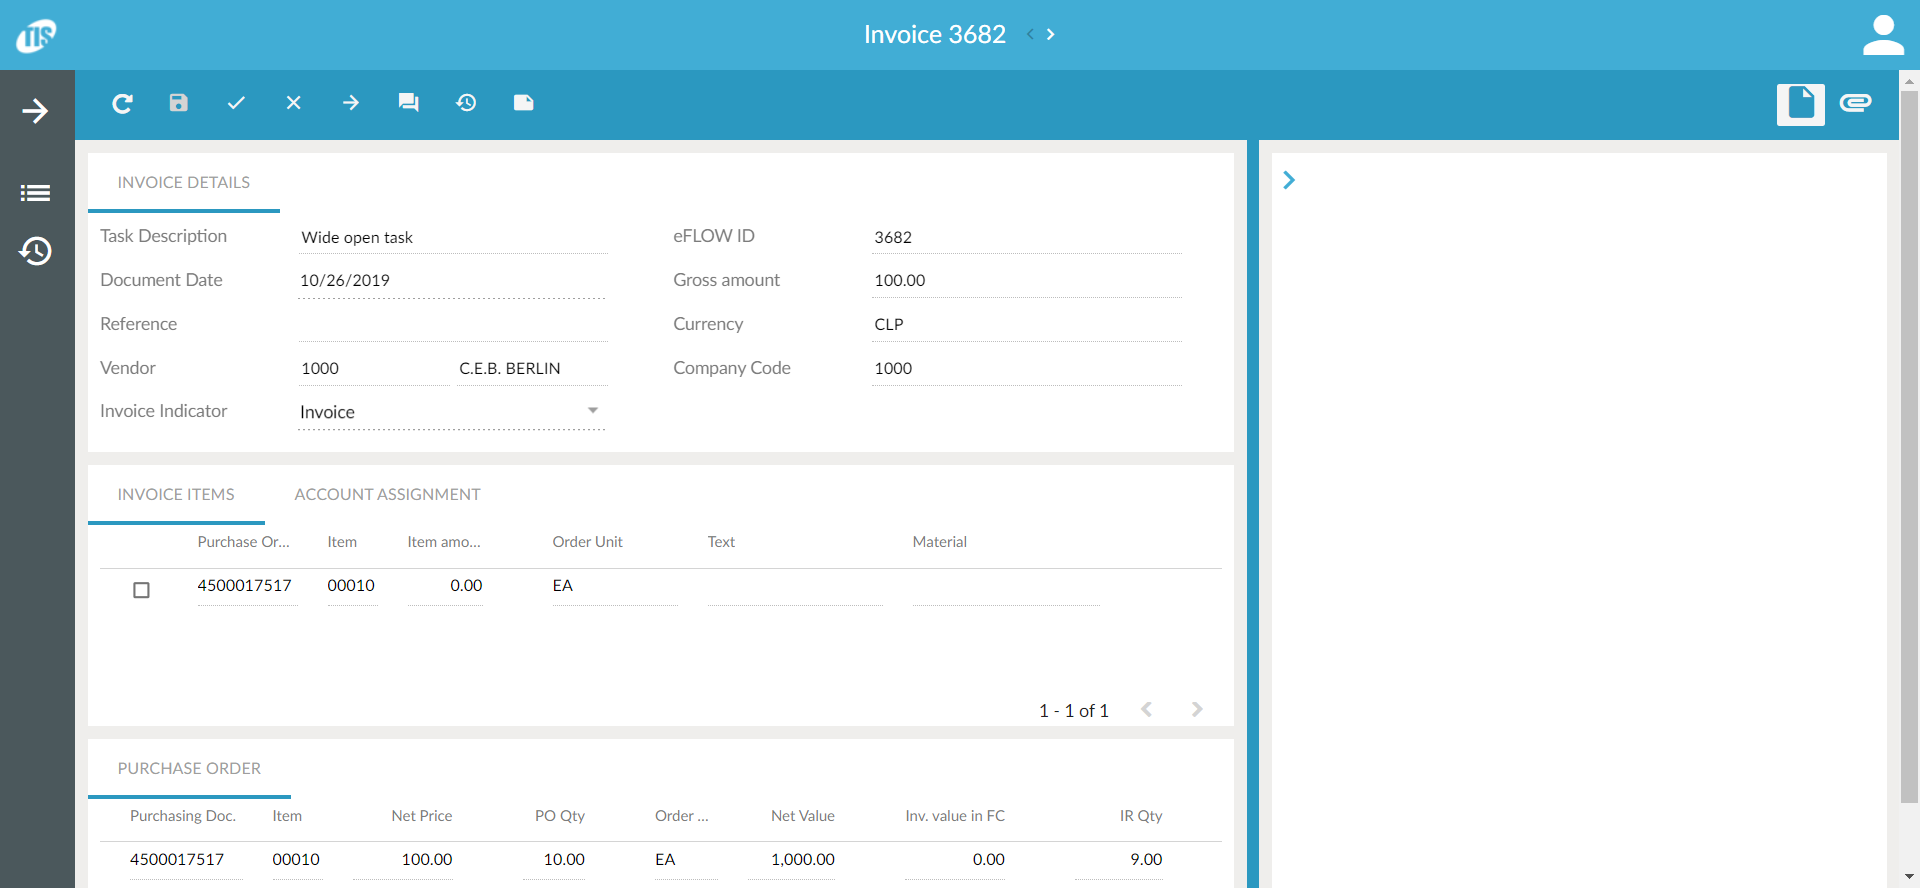 TIS
Invoice 3682
INVOICE DETAILS
Task Description Wide open task eFLOW ID 3682
Document Date 10/26/2019 Gross amount 100.00
Reference Currency CLP
Vendor 1000 C.E.B. BERLIN Company Code 1000
Invoice Indicator Invoice
INVOICE ITEMS ACCOUNT ASSIGNMENT
Purchase Or... Item Item amo... Order Unit Text Material
4500017517 00010 0.00 EA
1 - 1 of 1
PURCHASE ORDER
Purchasing Doc. Item Net Price PO Qty Order ... Net Value Inv. value in FC IR Qty
4500017517 00010 100.00 10.00 EA 1,000.00 0.00 9.00